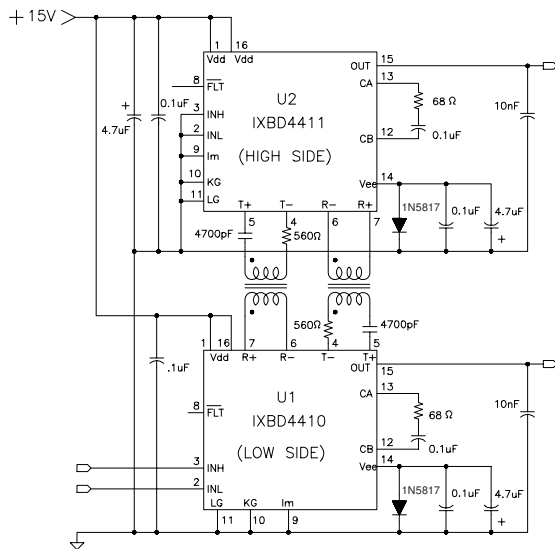 + 15V
1 16 15
Vdd Vdd OUT
8 FLT CA 13
U2
+ 0.1uF 3 INH IXBD4411 68 Ω 10nF
4.7uF 2 INL 0.1uF
9 Im (HIGH SIDE) CB 12
10 KG
11 LG Vee 14
1N5817
T+ T− R− R+ 0.1uF 4.7uF
5 4 6 7 +
4700pF 560Ω
560Ω 4700pF
1 16 7 6 4 5
Vdd R+ R− T− T+
.1uF OUT 15
U1 CA 13
8 FLT IXBD4410 68 Ω 10nF
(LOW SIDE) 0.1uF
CB 12
3 INH Vee 14
2 INL 1N5817
LG KG Im 0.1uF 4.7uF
11 10 9 +